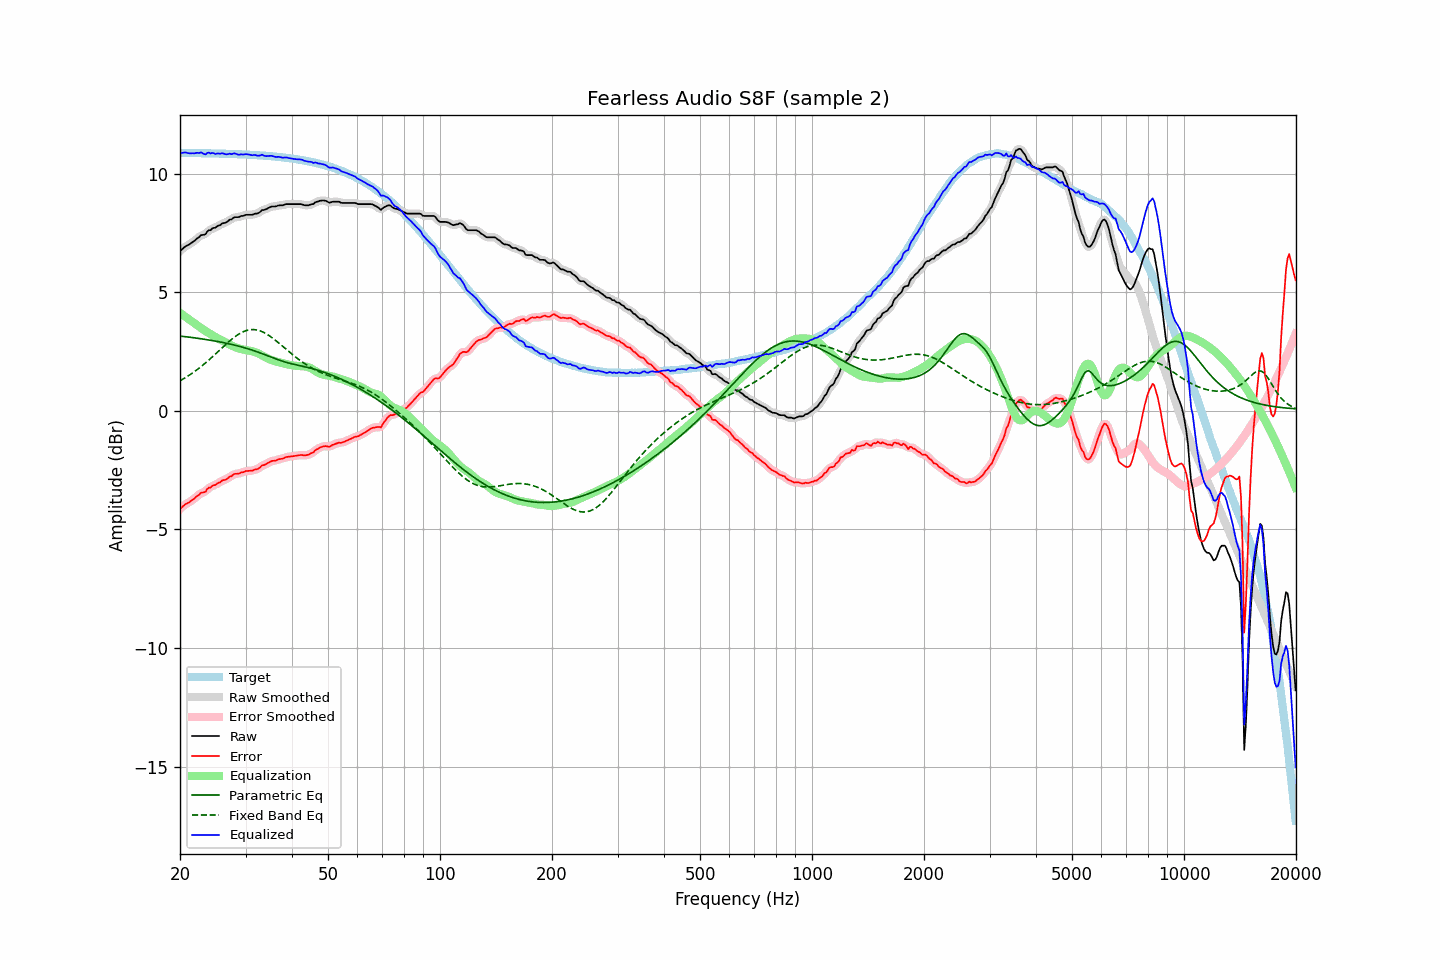 Fearless Audio S8F (sample 2)
Amplitude (dBr)
10
5
0
−5
−10
−15
Target
Raw Smoothed
Error Smoothed
Raw
Error
Equalization
Parametric Eq
Fixed Band Eq
Equalized
20 50 100 200 500 1000 2000 5000 10000 20000
Frequency (Hz)